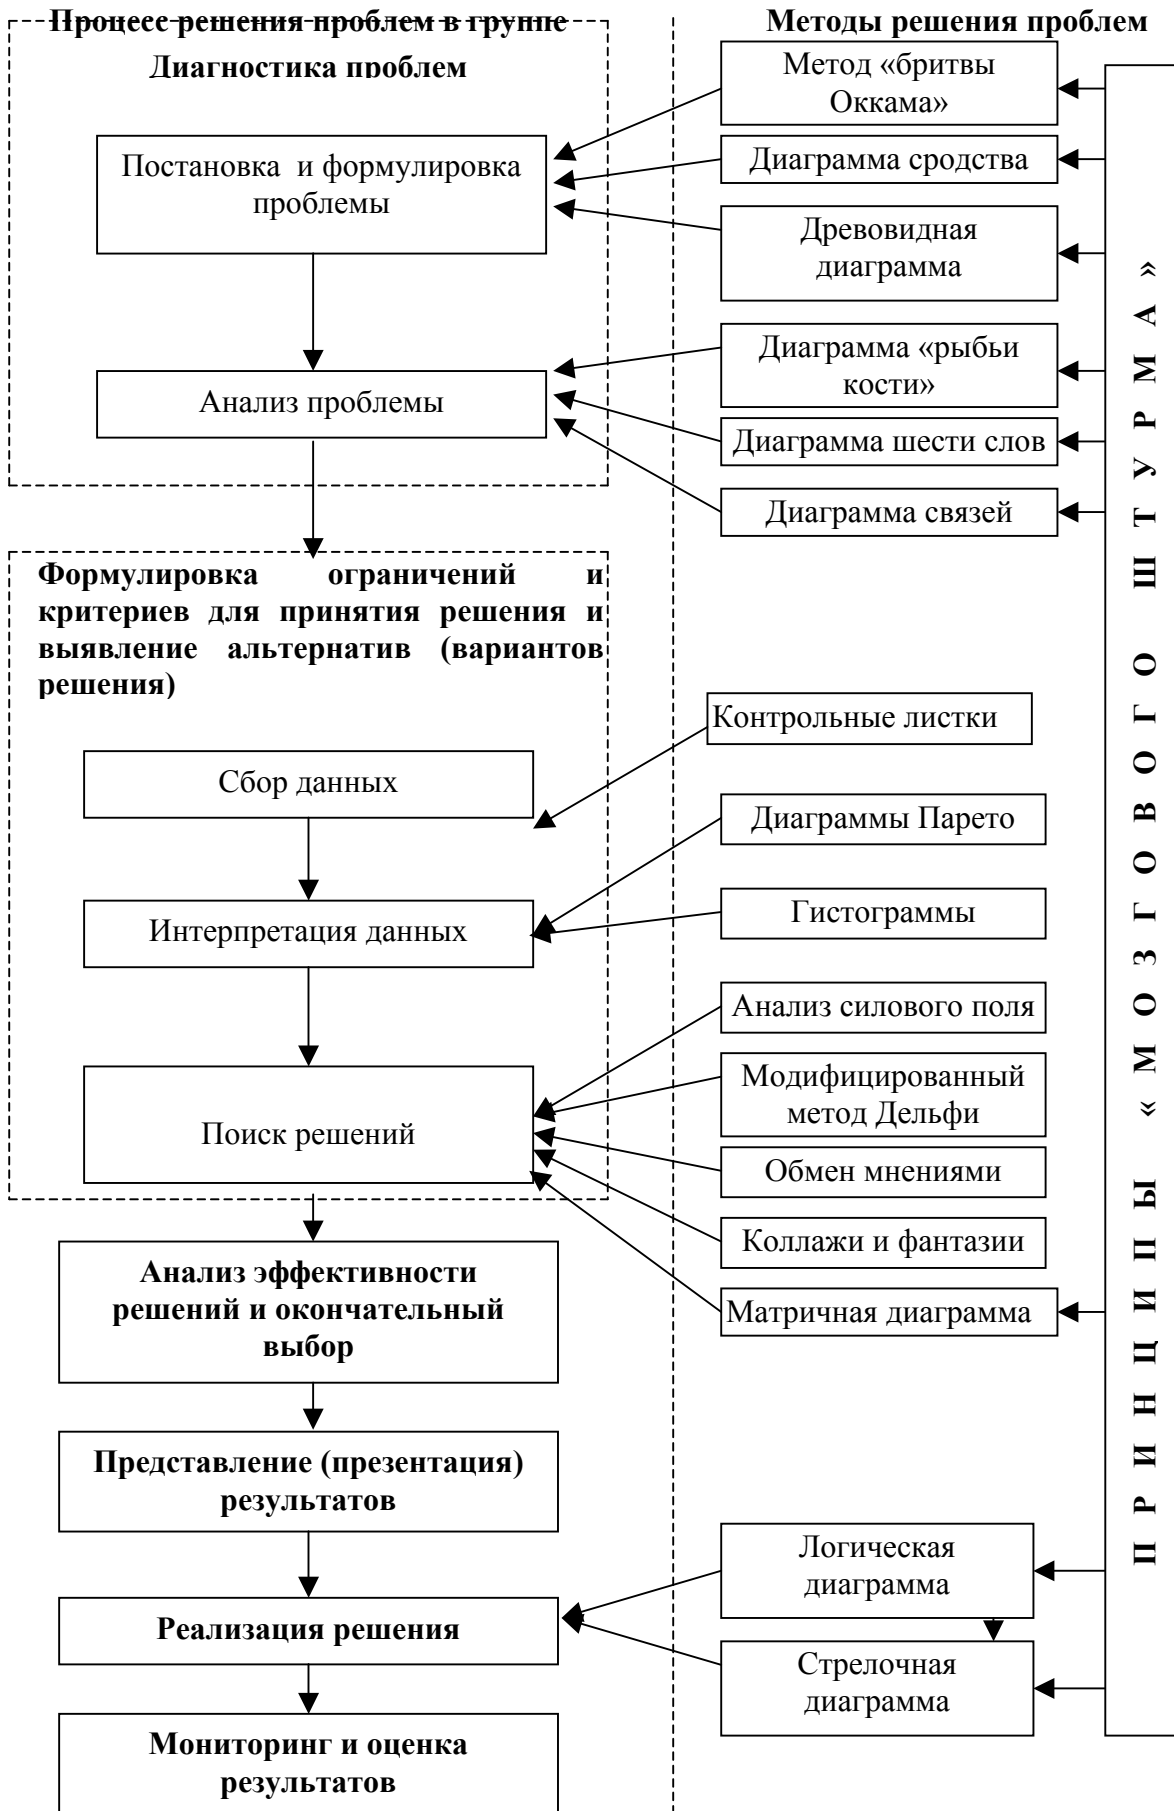 Процесс решения проблем в группе
Диагностика проблем
Постановка и формулировка
проблемы
Анализ проблемы
Формулировка ограничений и
критериев для принятия решения и
выявление альтернатив (вариантов
решения)
Сбор данных
Интерпретация данных
Поиск решений
Анализ эффективности
решений и окончательный
выбор
Представление (презентация)
результатов
Реализация решения
Мониторинг и оценка
результатов
Методы решения проблем
Метод «бритвы
Оккама»
Диаграмма сродства
Древовидная
диаграмма
Диаграмма «рыбьи
кости»
Диаграмма шести слов
Диаграмма связей
Контрольные листки
Диаграммы Парето
Гистограммы
Анализ силового поля
Модифицированный
метод Дельфи
Обмен мнениями
Коллажи и фантазии
Матричная диаграмма
Логическая
диаграмма
Стрелочная
диаграмма
ПРИНЦИПЫ «МОЗГОВОГО ШТУРМА»